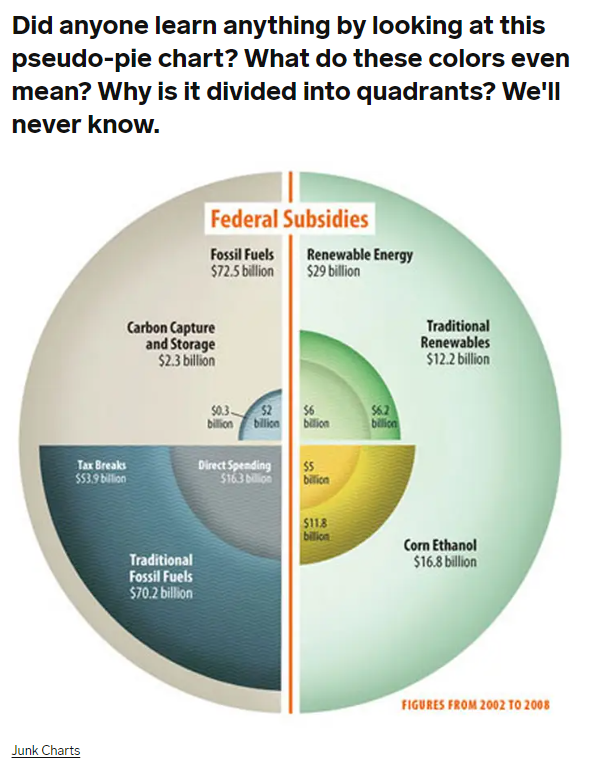 Did anyone learn anything by looking at this
pseudo-pie chart? What do these colors even
mean? Why is it divided into quadrants? We'll
never know.
Federal Subsidies
Fossil Fuels
$72.5 billion
Renewable Energy
$29 billion
Carbon Capture
and Storage
$2.3 billion
Traditional
Renewables
$12.2 billion
$0.3
billion
$2
billion
$6
billion
$6.2
billion
Tax Breaks
$53.9 billion
Direct Spending
$16.3 billion
$5
billion
$11.8
billion
Traditional
Fossil Fuels
$70.2 billion
Corn Ethanol
$16.8 billion
FIGURES FROM 2002 TO 2008
Junk Charts